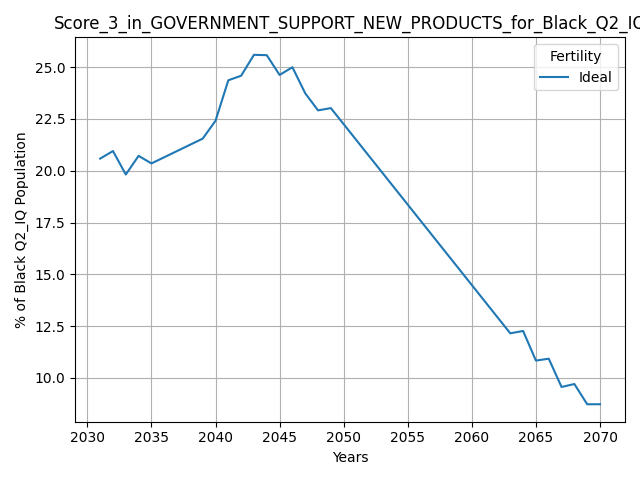 Score_3_in_GOVERNMENT_SUPPORT_NEW_PRODUCTS_for_Black_Q2_IQ
Fertility
Ideal
% of Black Q2_IQ Population
25.0
22.5
20.0
17.5
15.0
12.5
10.0
2030 2035 2040 2045 2050 2055 2060 2065 2070
Years